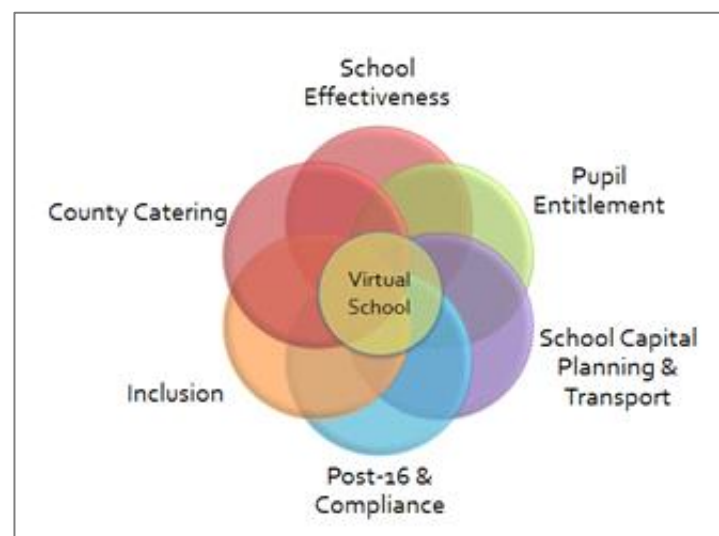 School
Effectiveness
Pupil
Entitlement
County Catering
Virtual
School
School Capital
Planning &
Transport
Inclusion
Post-16 &
Compliance